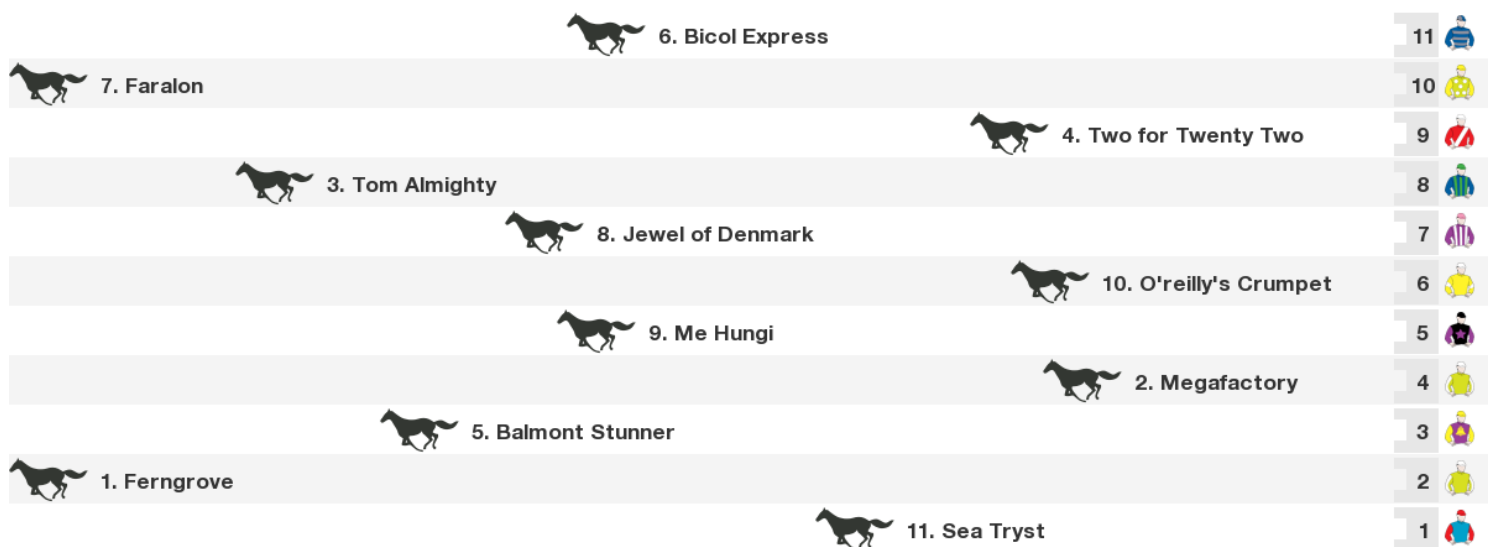 6. Bicol Express 11
7. Faralon 10
4. Two for Twenty Two 9
3. Tom Almighty 8
8. Jewel of Denmark 7
10. O'reilly's Crumpet 6
9. Me Hungi 5
2. Megafactory 4
5. Balmont Stunner 3
1. Ferngrove 2
11. Sea Tryst 1